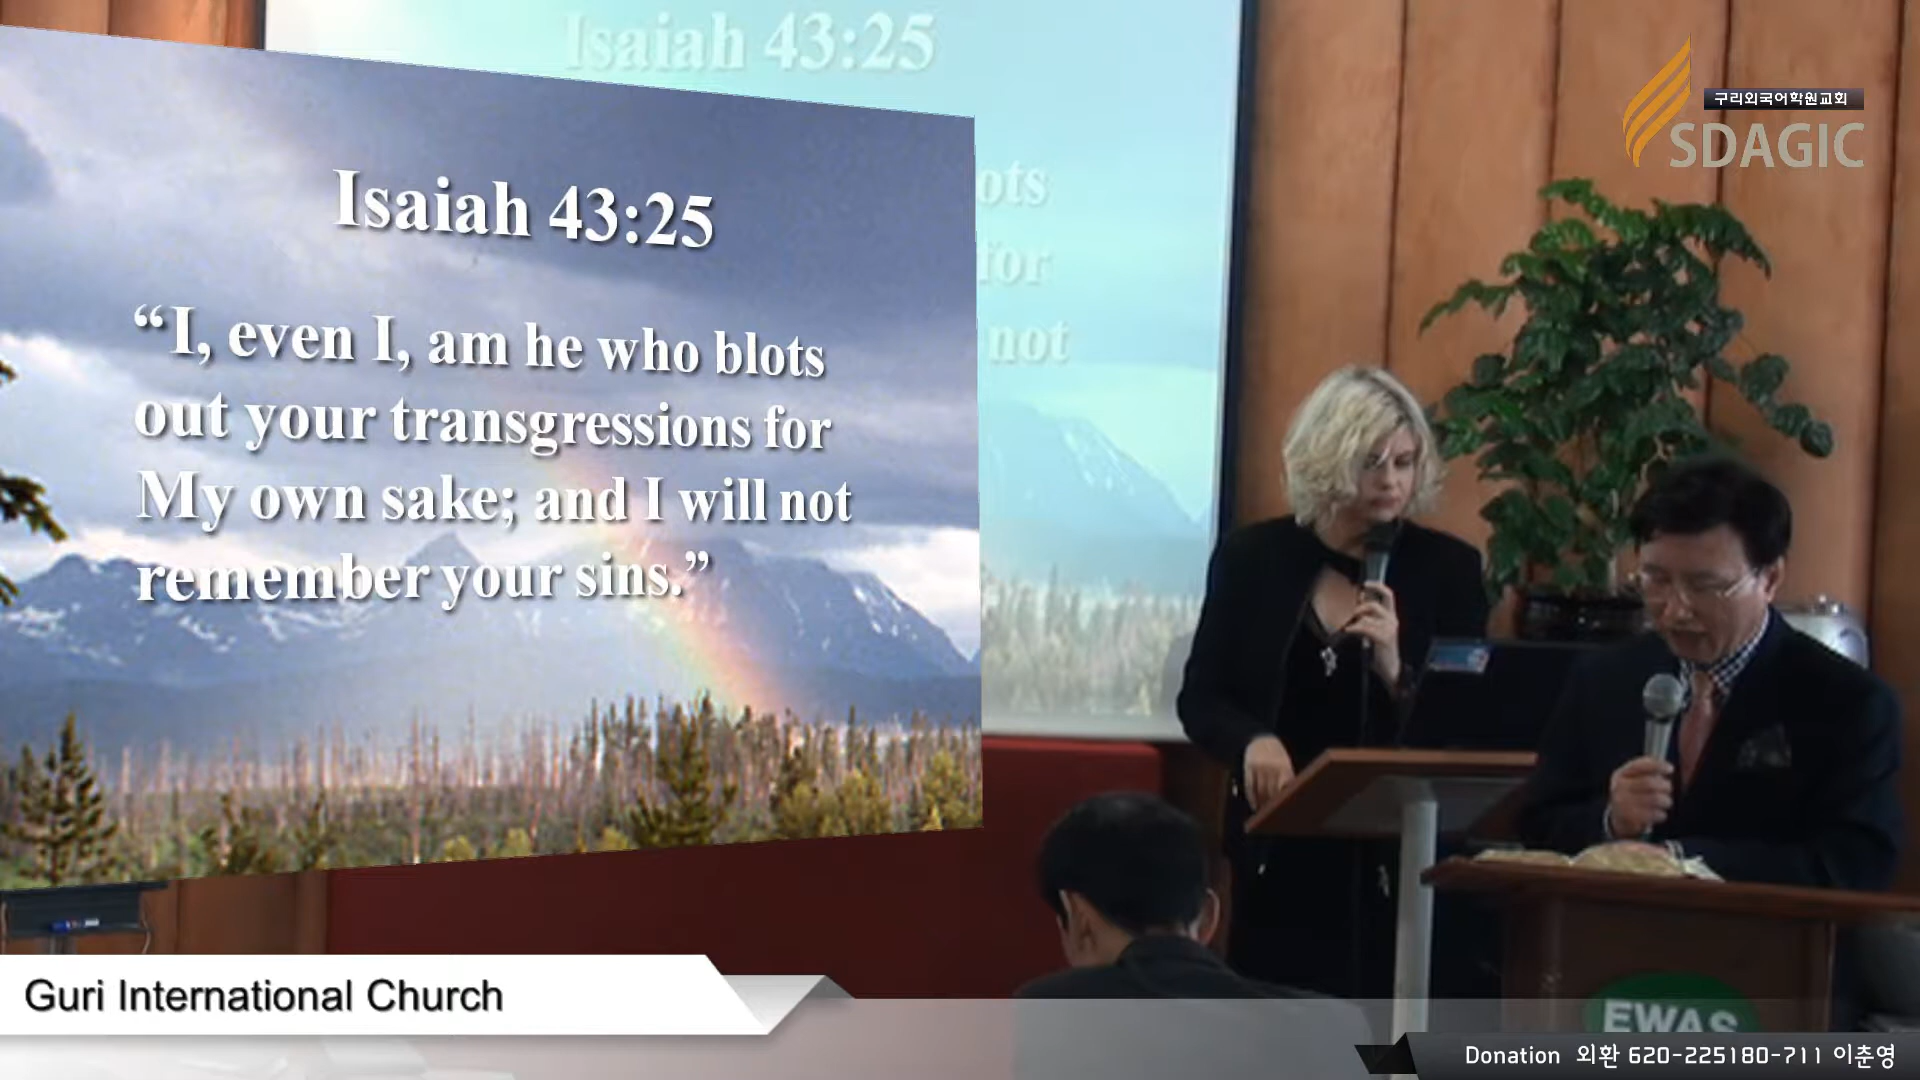 Isaiah 43:25
구리외국어학원교회
SDAGIC
Isaiah 43:25
“I, even I, am he who blots
out your transgressions for
My own sake; and I will not
remember your sins.”
ots
for
not
Guri International Church
EWAS
Donation 외환 620-225180-711 이춘영